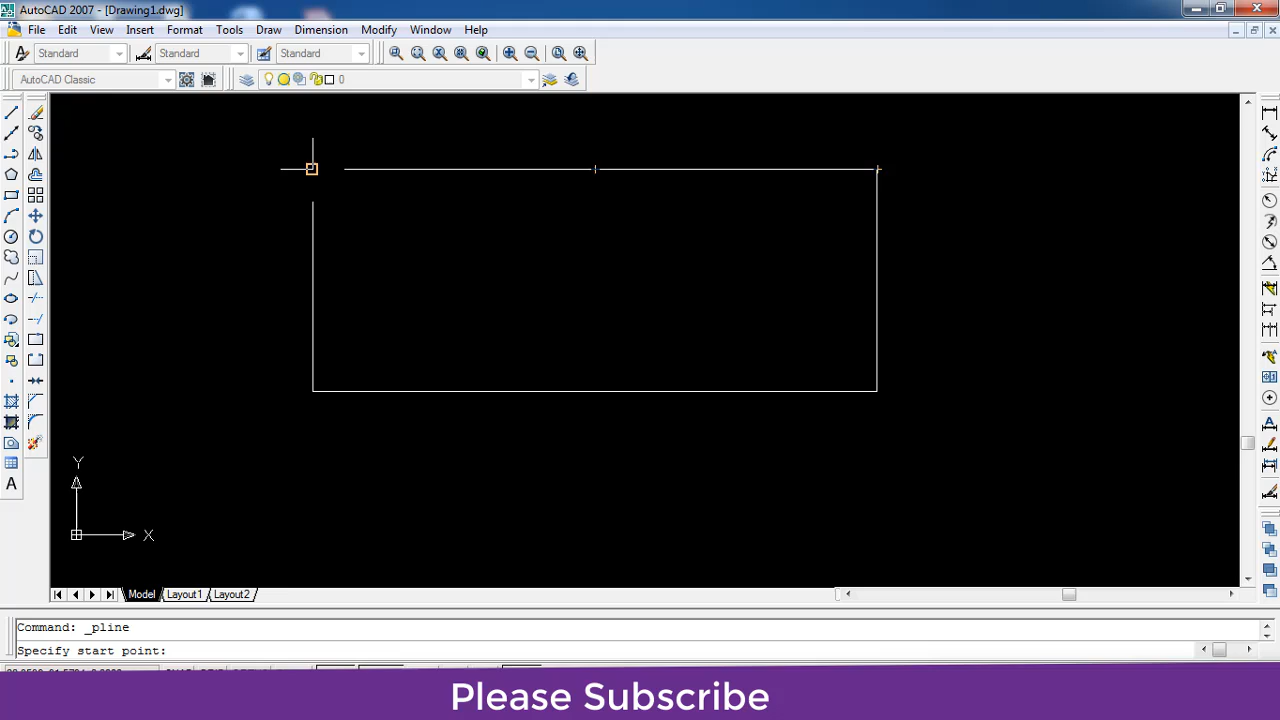 AutoCAD 2007 - [Drawing1.dwg]
File Edit View Insert Format Tools Draw Dimension Modify Window Help
Standard Standard Standard
AutoCAD Classic 0
A
Y
X
Model Layout1 Layout2
Command: _pline
Specify start point:
Please Subscribe